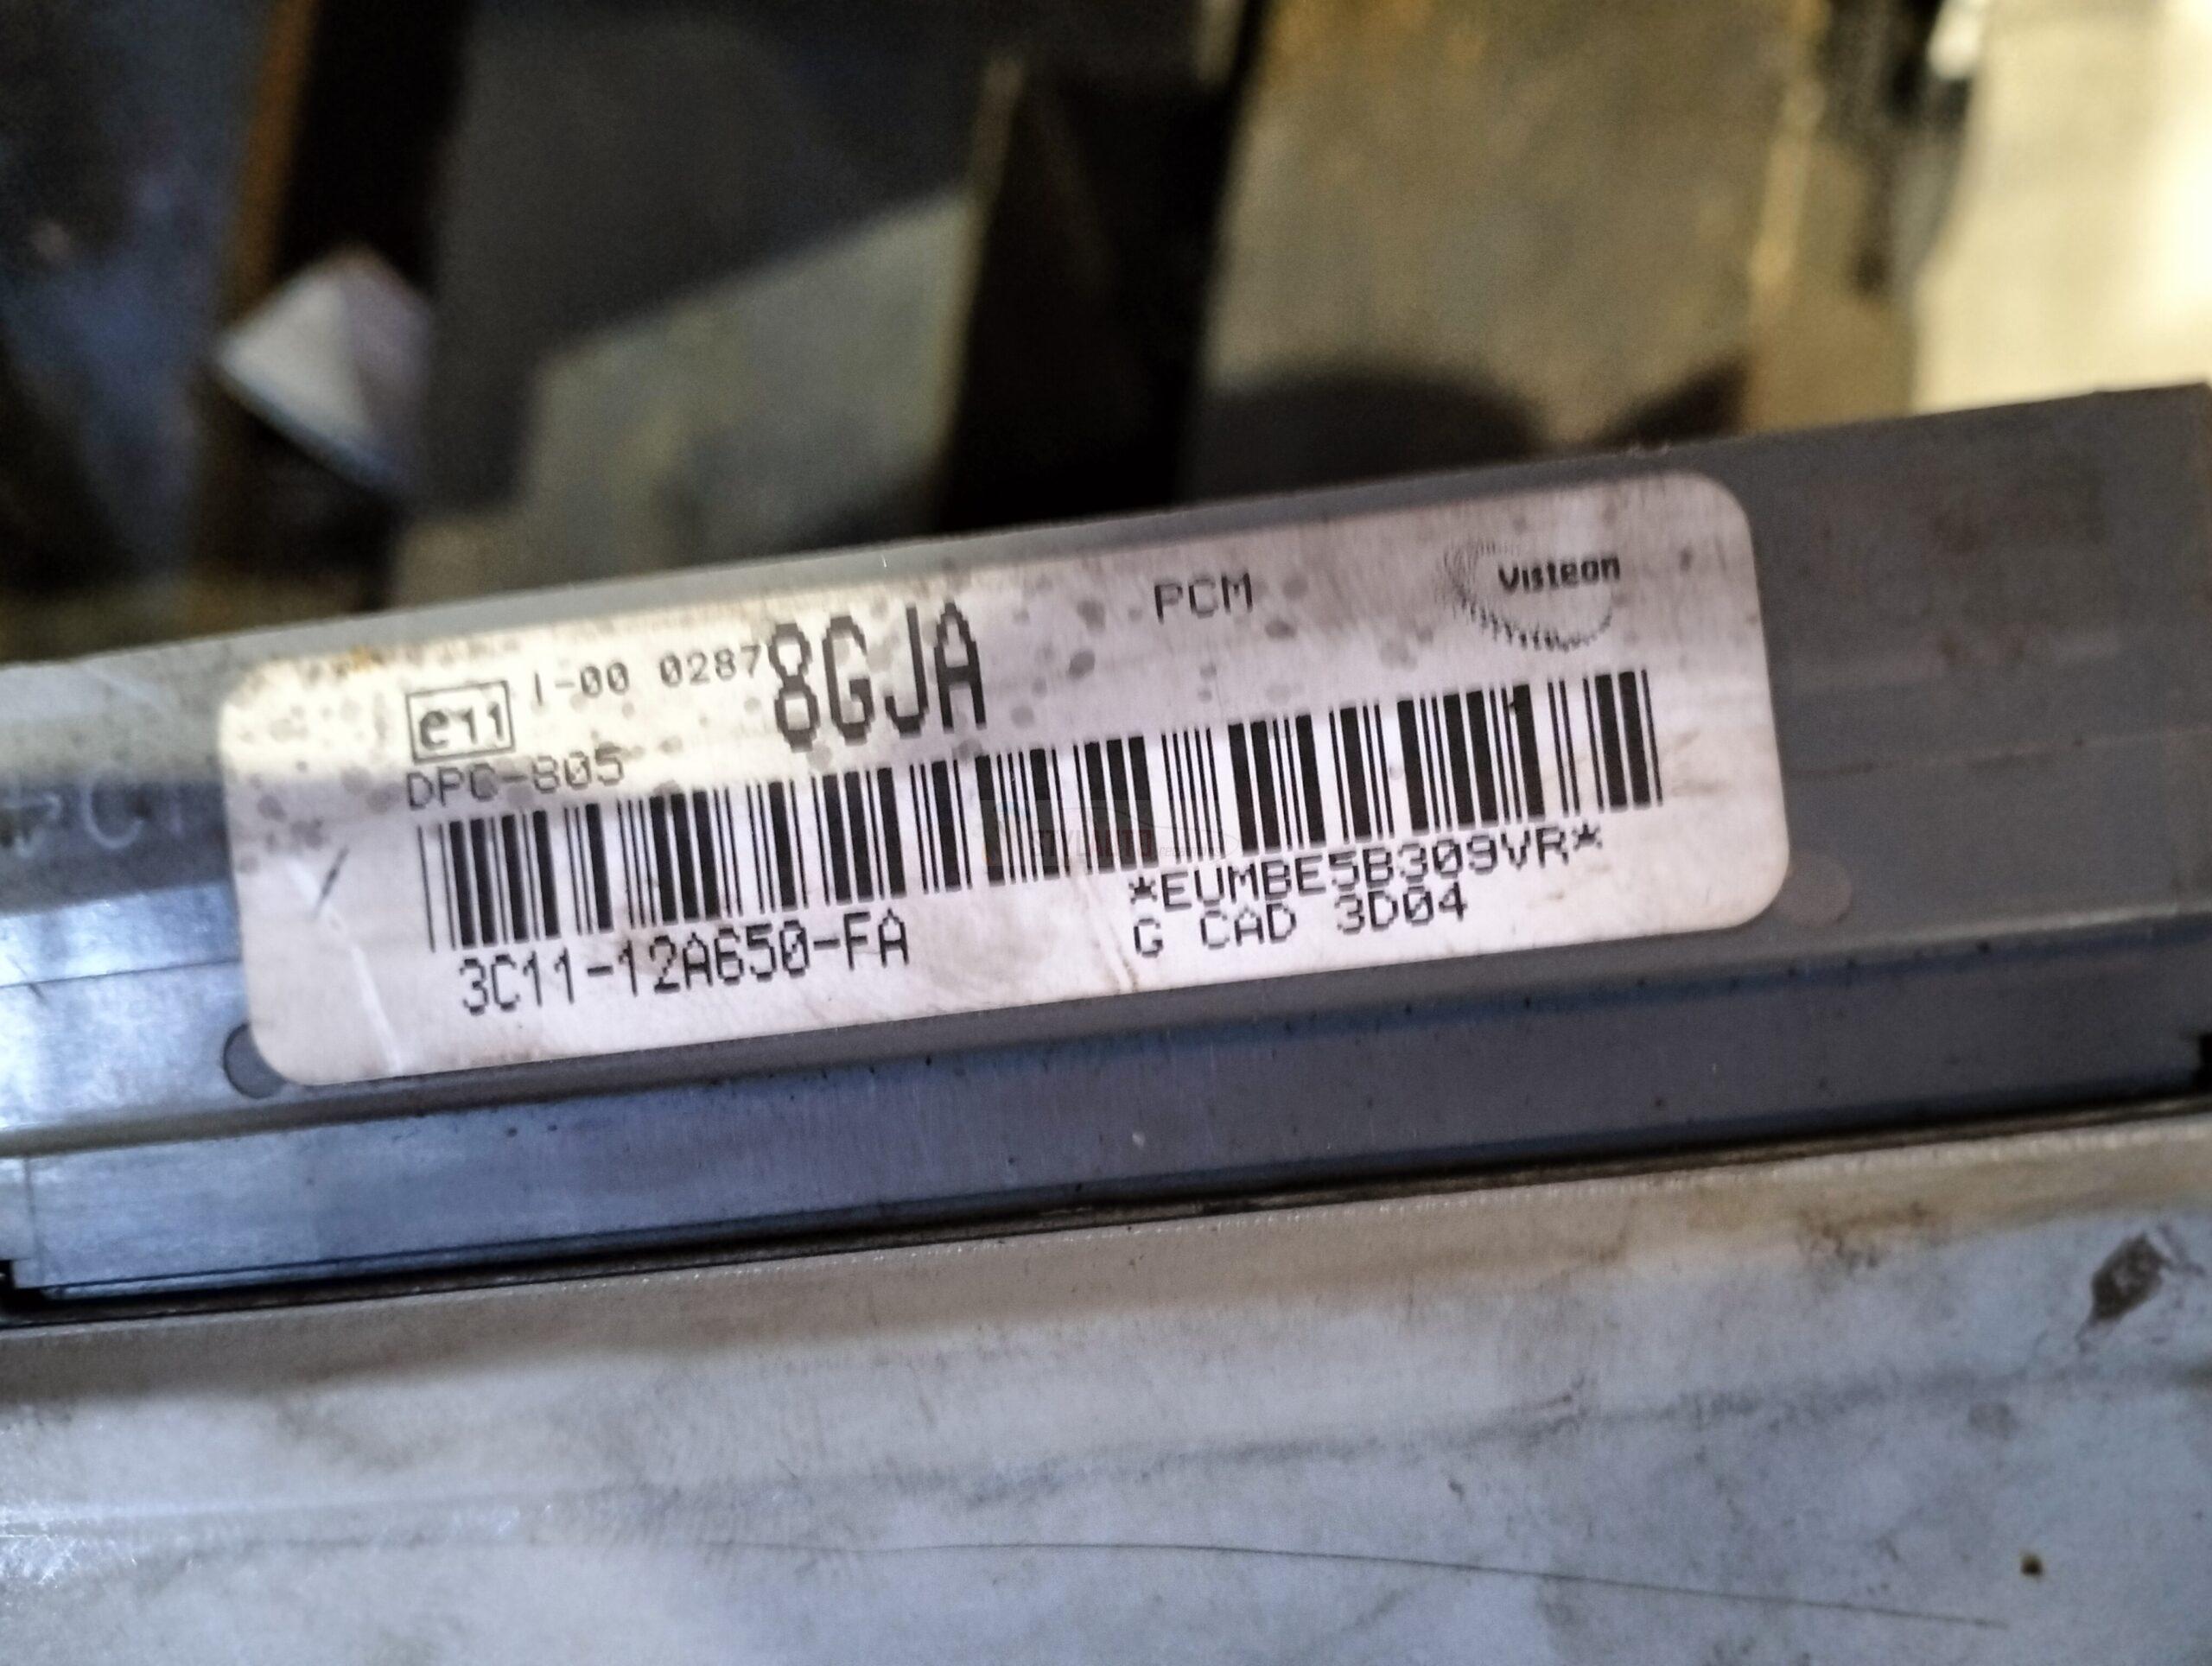 e11 I-00 0287 8GJA PCM Visteon
DPC-805
*EUMBE5B309VR*
3C11-12A650-FA G CAD 3D04